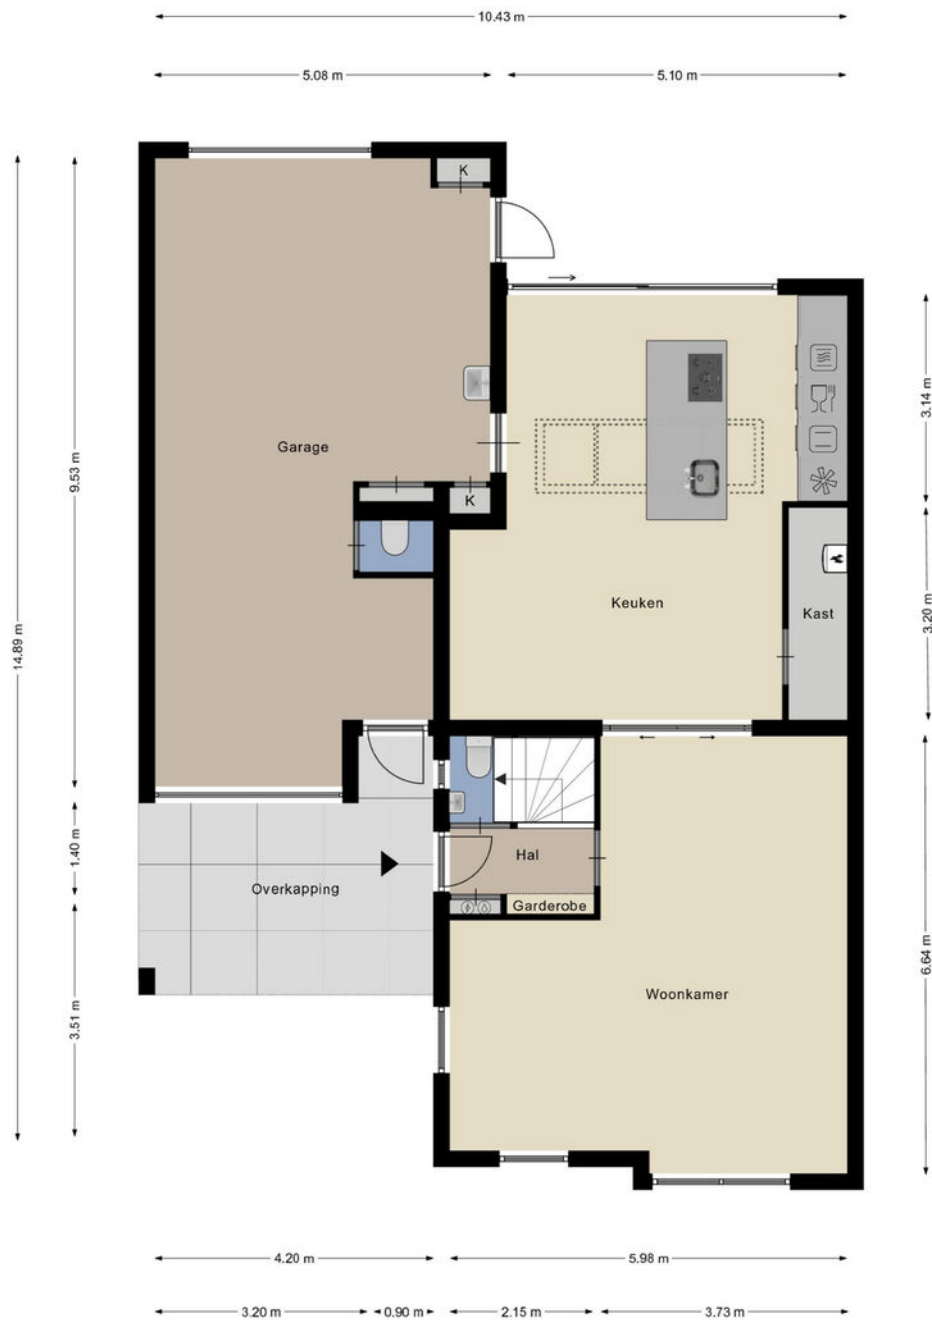 10.43 m
5.08 m
5.10 m
K
3.14 m
Garage
9.53 m
K
Keuken
Kast
3.20 m
14.89 m
Hal
1.40 m
Overkapping
Garderobe
6.64 m
Woonkamer
3.51 m
4.20 m
5.98 m
3.20 m
0.90 m
2.15 m
3.73 m